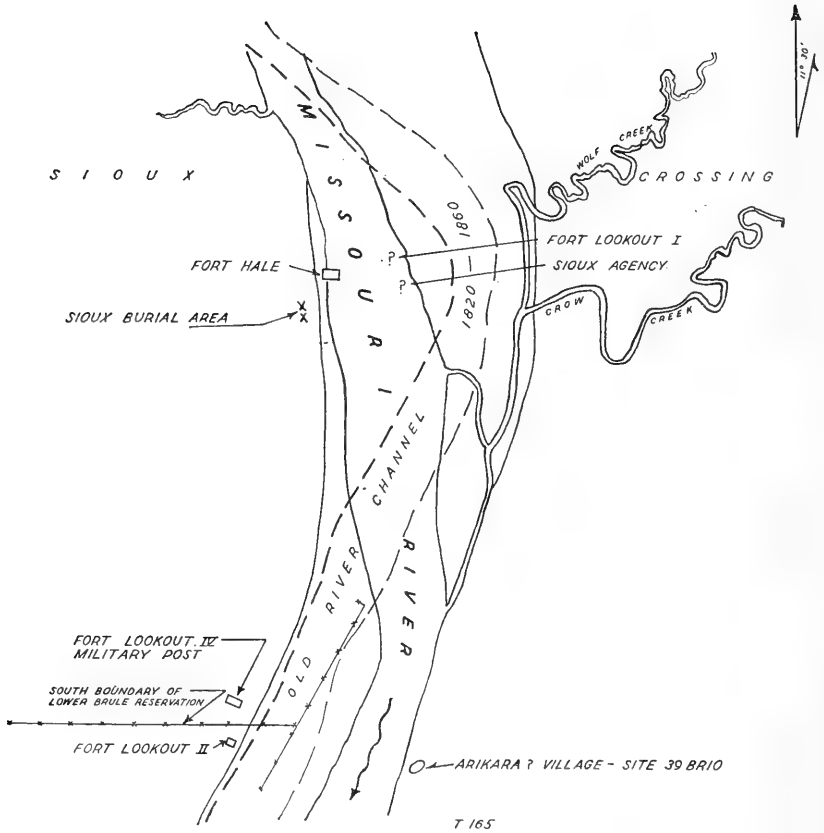 11° 30'
MISSOURI
WOLF CREEK
SIOUX
CROSSING
1820 — 1860
?
FORT LOOKOUT I
FORT HALE
?
SIOUX AGENCY
SIOUX BURIAL AREA
CROW CREEK
OLD RIVER CHANNEL
RIVER
FORT LOOKOUT IV
MILITARY POST
SOUTH BOUNDARY OF
LOWER BRULE RESERVATION
FORT LOOKOUT II
ARIKARA ? VILLAGE - SITE 39 BR10
T 165